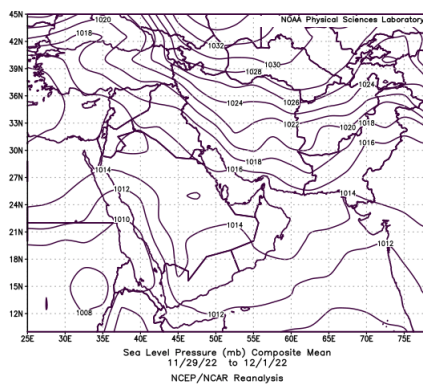 NOAA Physical Sciences Laboratory
45N
42N
39N
36N
33N
30N
27N
24N
21N
18N
15N
12N
1020
1018
1032
1030
1028
1024
1026
1024
1022
1020
1018
1016
1018
1016
1014
1014
1012
1010
1014
1012
1008
1012
25E
30E
35E
40E
45E
50E
55E
60E
65E
70E
75E
Sea Level Pressure (mb) Composite Mean
11/29/22 to 12/1/22
NCEP/NCAR Reanalysis